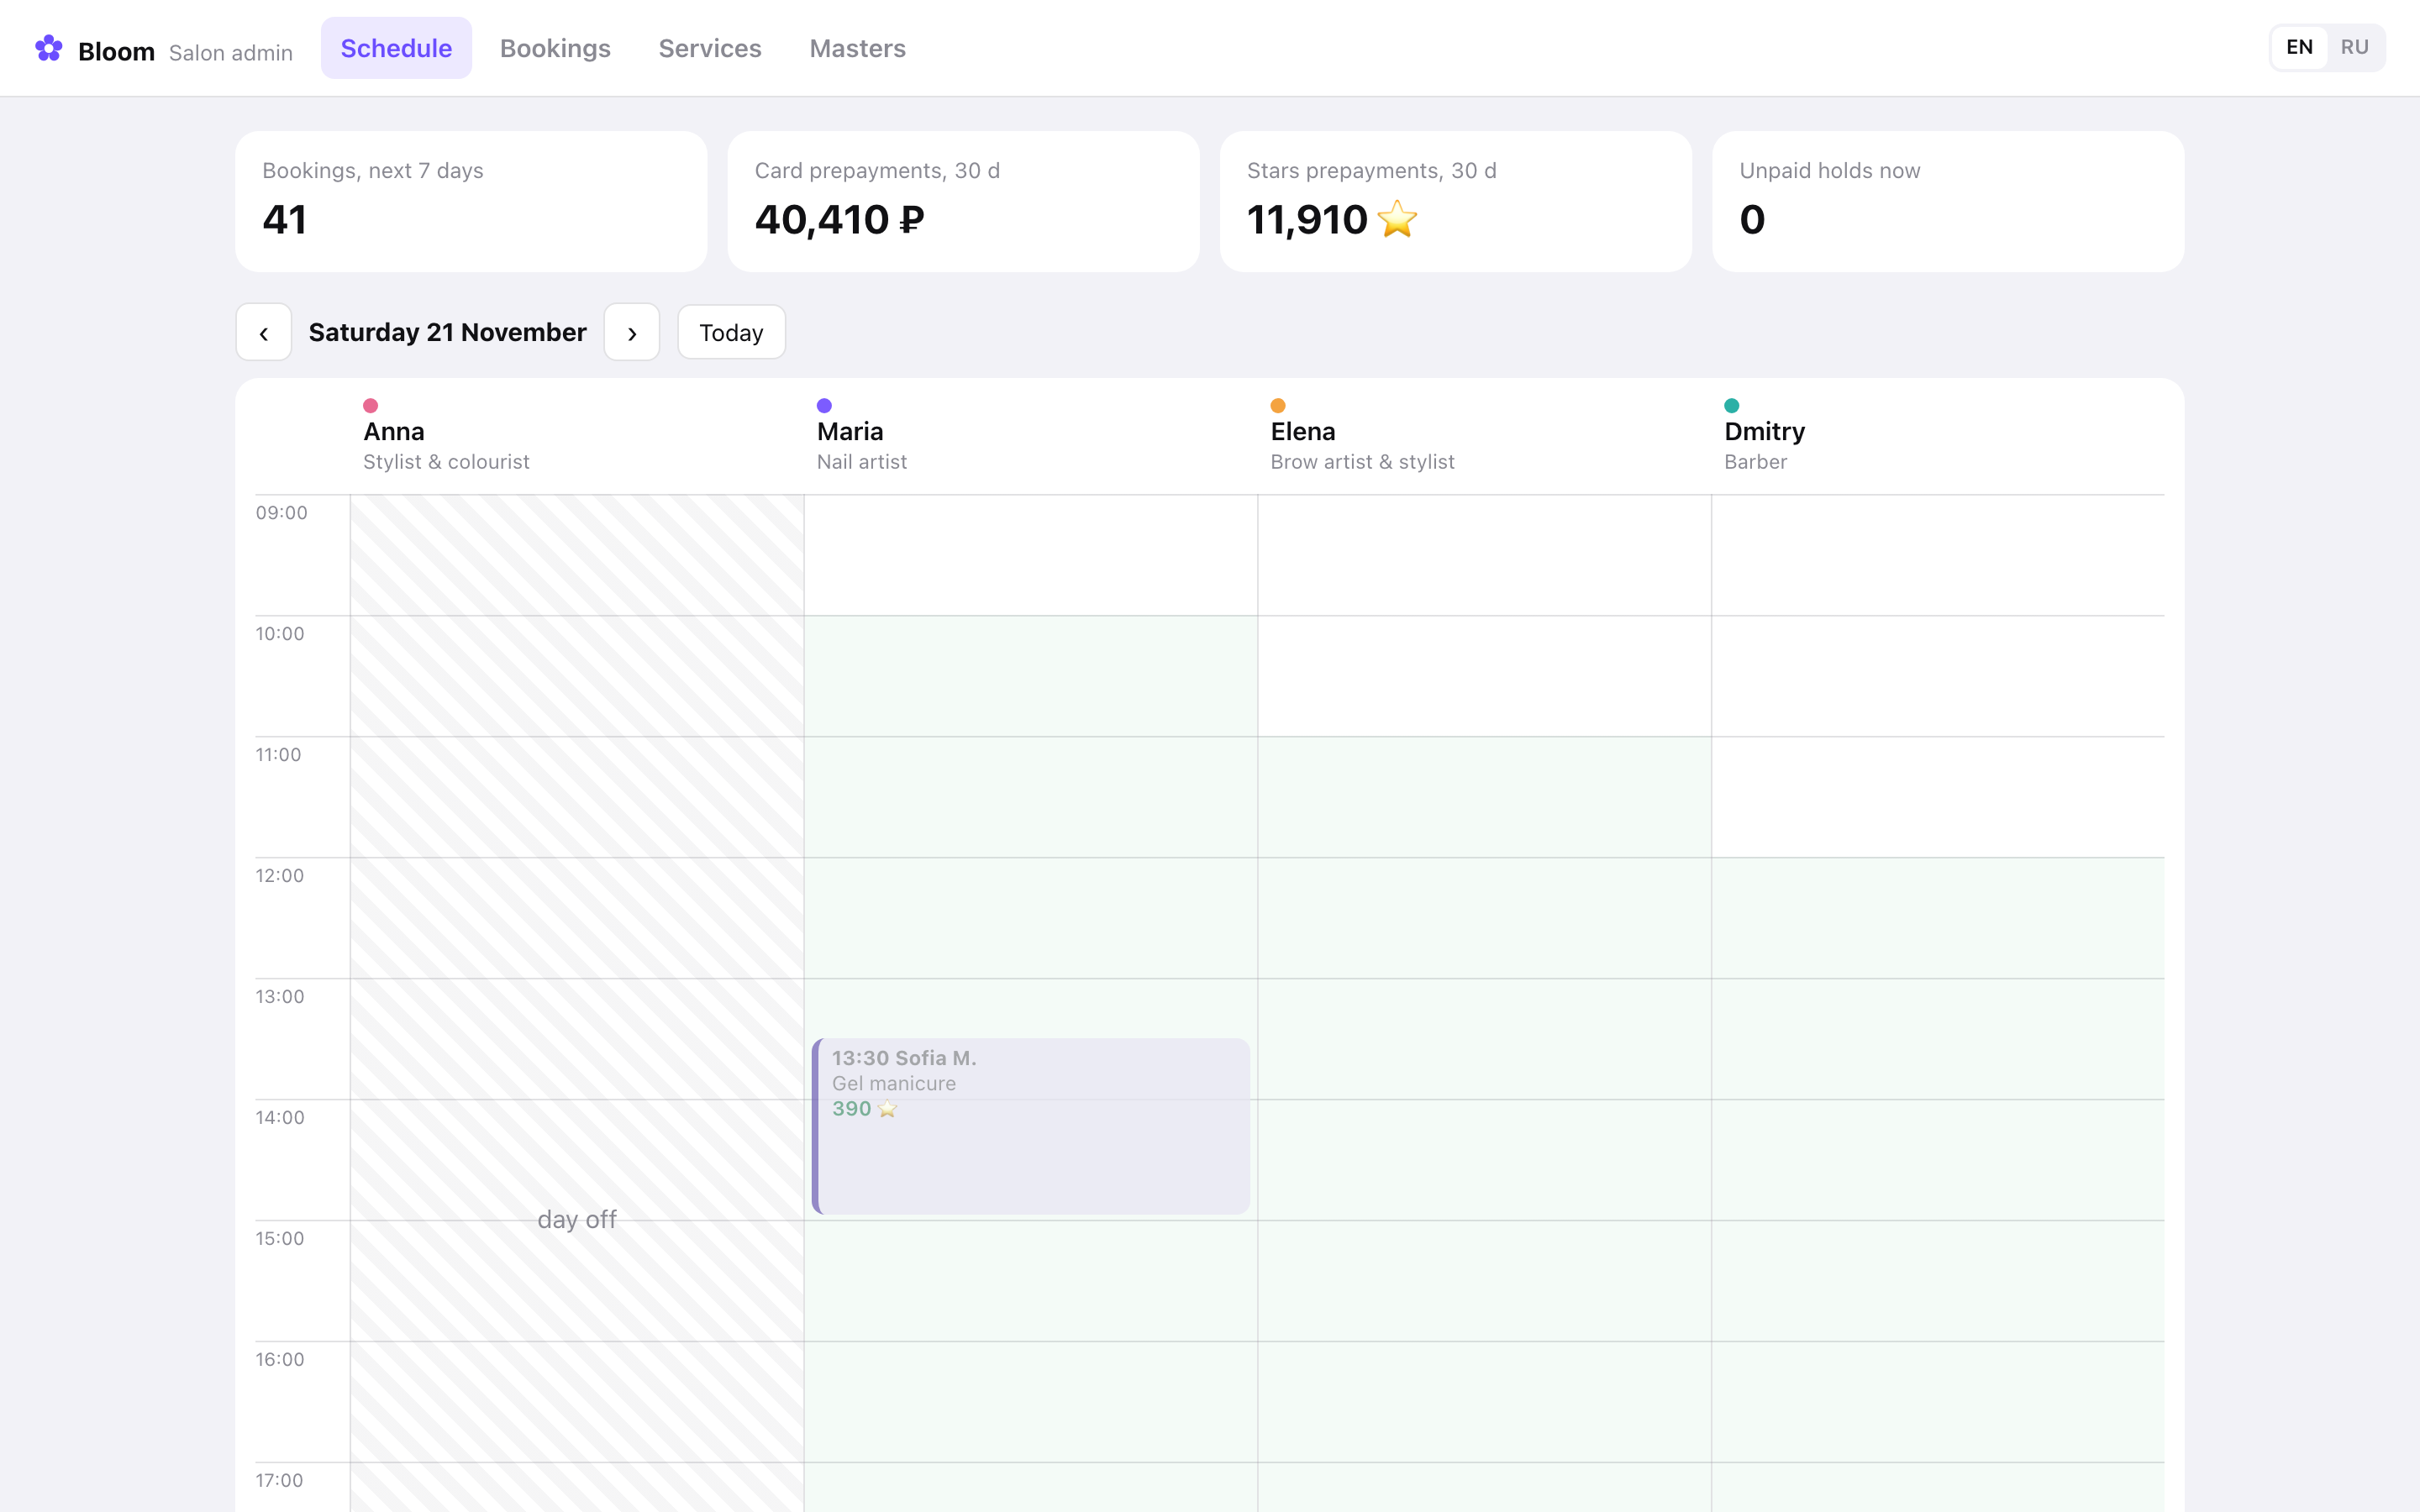 Bloom Salon admin Schedule Bookings Services Masters EN RU
Bookings, next 7 days
41
Card prepayments, 30 d
40,410 ₽
Stars prepayments, 30 d
11,910 ⭐
Unpaid holds now
0
‹ Saturday 21 November › Today
Anna
Stylist & colourist
Maria
Nail artist
Elena
Brow artist & stylist
Dmitry
Barber
09:00
10:00
11:00
12:00
13:00
13:30 Sofia M.
Gel manicure
390 ⭐
14:00
day off
15:00
16:00
17:00